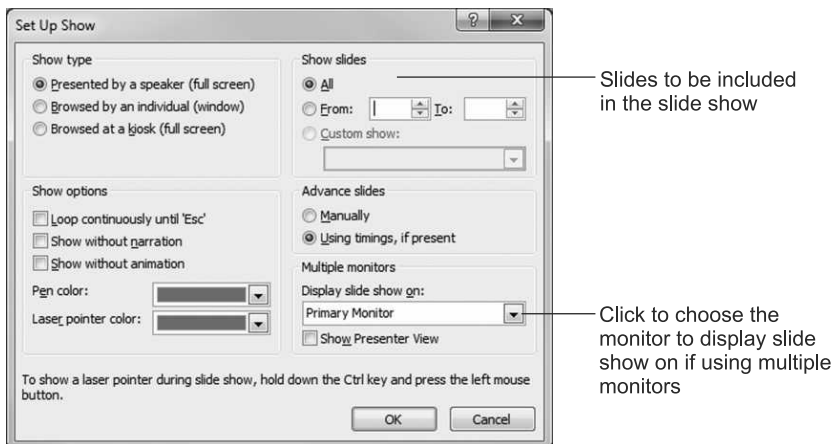 Set Up Show
Show type
Presented by a speaker (full screen)
Browsed by an individual (window)
Browsed at a kiosk (full screen)
Show slides
All
From: To:
Custom show:
Slides to be included
in the slide show
Show options
Loop continuously until 'Esc'
Show without narration
Show without animation
Pen color:
Laser pointer color:
Advance slides
Manually
Using timings, if present
Multiple monitors
Display slide show on:
Primary Monitor
Show Presenter View
Click to choose the
monitor to display slide
show on if using multiple
monitors
To show a laser pointer during slide show, hold down the Ctrl key and press the left mouse
button.
OK Cancel